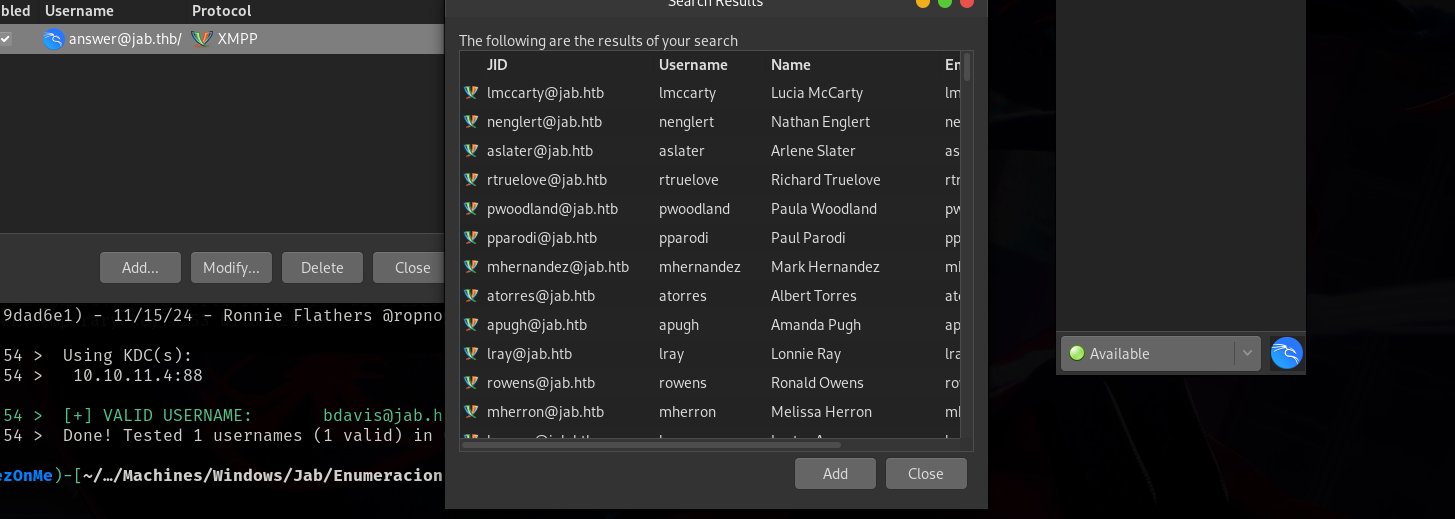 bled Username Protocol
answer@jab.thb/ XMPP
Add... Modify... Delete Close
9dad6e1) - 11/15/24 - Ronnie Flathers @ropno
54 > Using KDC(s):
54 > 10.10.11.4:88
54 > [+] VALID USERNAME: bdavis@jab.h
54 > Done! Tested 1 usernames (1 valid) in
ezOnMe)-[~/…/Machines/Windows/Jab/Enumeracion
Search Results
The following are the results of your search
JID Username Name Em
lmccarty@jab.htb lmccarty Lucia McCarty lm
nenglert@jab.htb nenglert Nathan Englert ne
aslater@jab.htb aslater Arlene Slater as
rtruelove@jab.htb rtruelove Richard Truelove rtr
pwoodland@jab.htb pwoodland Paula Woodland pw
pparodi@jab.htb pparodi Paul Parodi pp
mhernandez@jab.htb mhernandez Mark Hernandez mh
atorres@jab.htb atorres Albert Torres ato
apugh@jab.htb apugh Amanda Pugh ap
lray@jab.htb lray Lonnie Ray lra
rowens@jab.htb rowens Ronald Owens rov
mherron@jab.htb mherron Melissa Herron mh
Add Close
Available